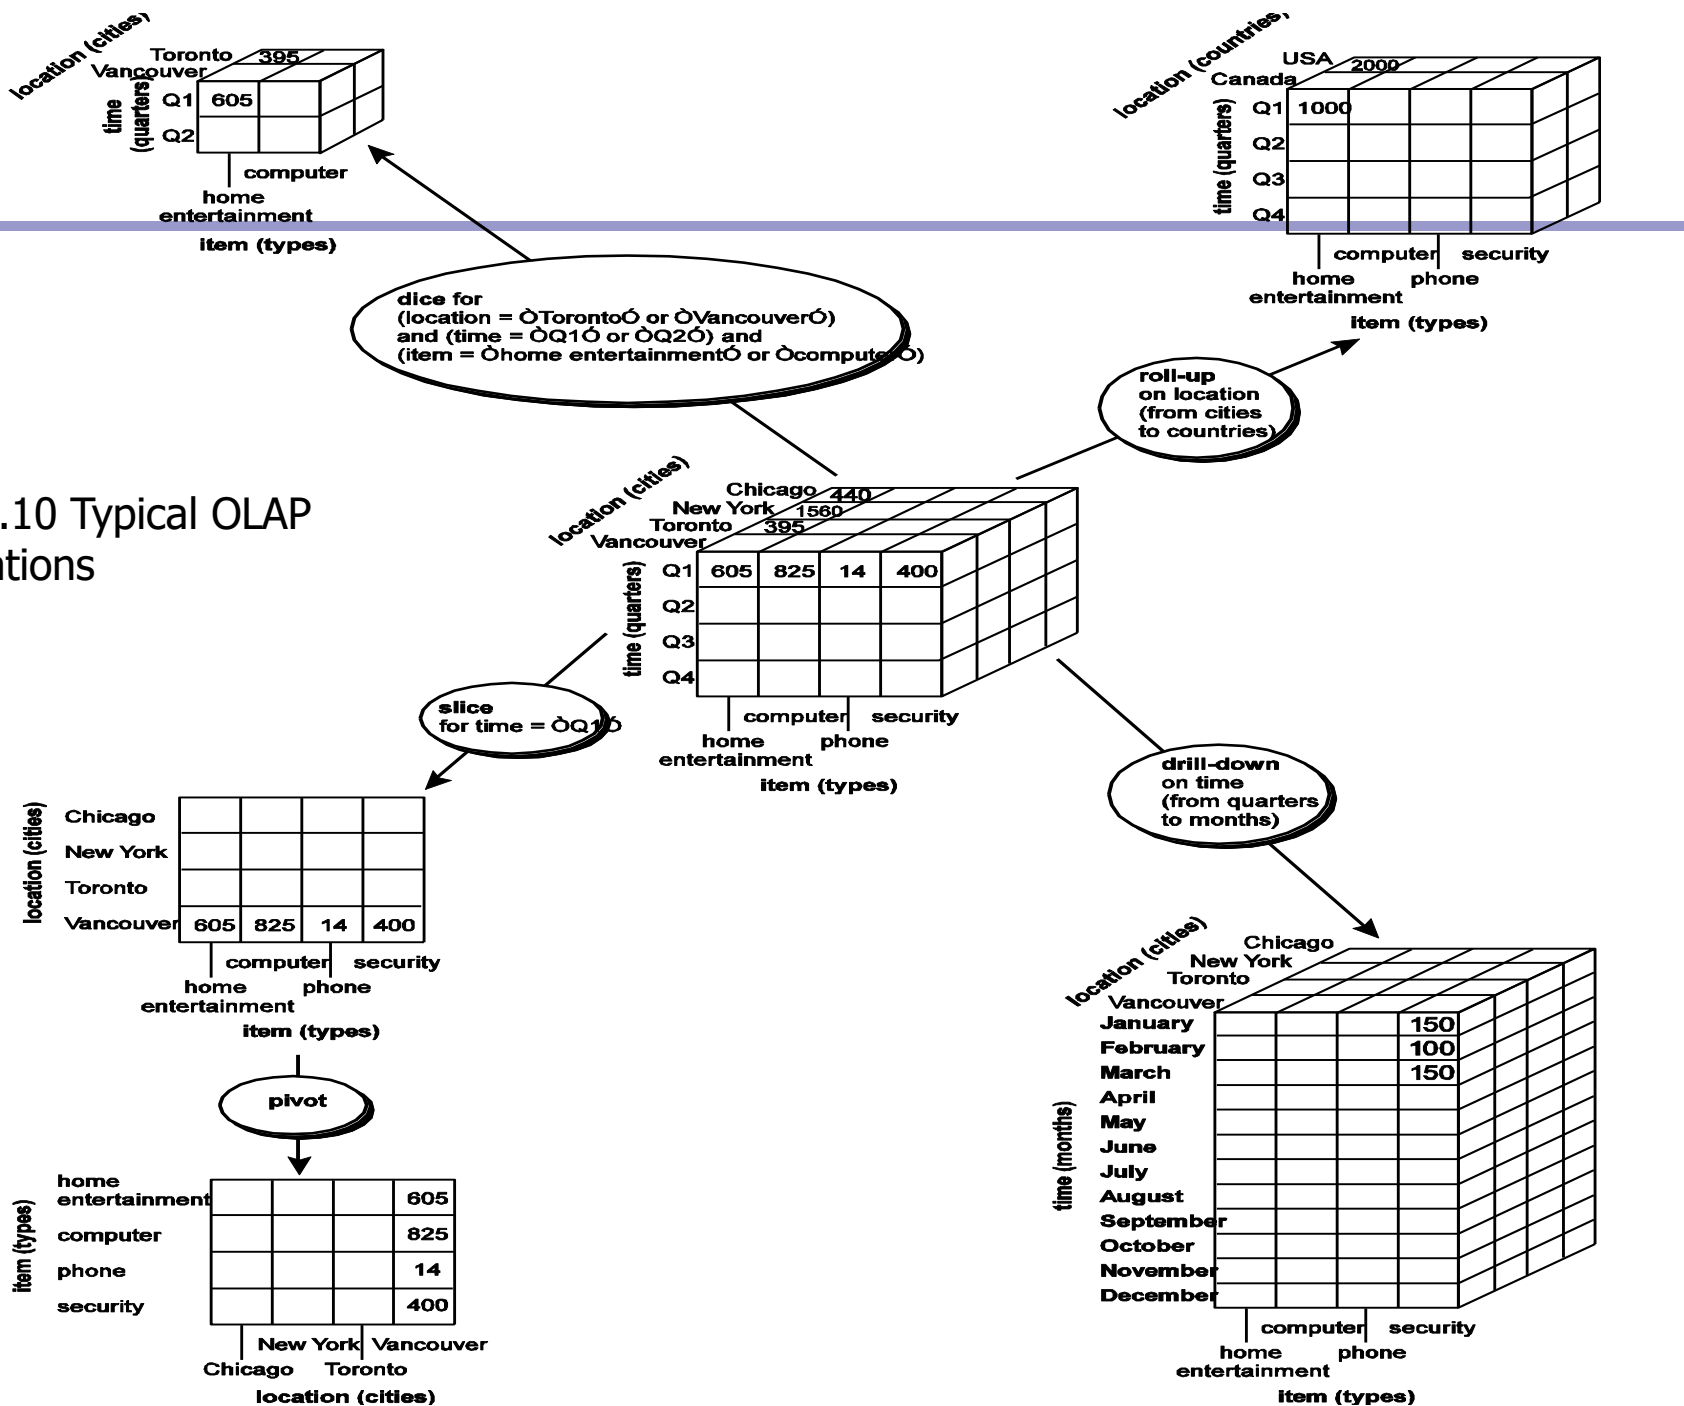 location (cities)
Toronto 395
Vancouver
time (quarters)
Q1 605
Q2
computer
home
entertainment
item (types)
location (countries)
USA 2000
Canada
time (quarters)
Q1 1000
Q2
Q3
Q4
computer security
home phone
entertainment
item (types)
dice for
(location = ÒTorontoÓ or ÒVancouverÓ)
and (time = ÒQ1Ó or ÒQ2Ó) and
(item = Òhome entertainmentÓ or ÒcomputerÓ)
roll-up
on location
(from cities
to countries)
.10 Typical OLAP
ations
location (cities)
Chicago 440
New York 1560
Toronto 395
Vancouver
time (quarters)
Q1 605 825 14 400
Q2
Q3
Q4
computer security
home phone
entertainment
item (types)
slice
for time = ÒQ1Ó
drill-down
on time
(from quarters
to months)
location (cities)
Chicago
New York
Toronto
Vancouver 605 825 14 400
computer security
home phone
entertainment
item (types)
pivot
item (types)
home
entertainment 605
computer 825
phone 14
security 400
New York Vancouver
Chicago Toronto
location (cities)
location (cities)
Chicago
New York
Toronto
Vancouver
time (months)
January 150
February 100
March 150
April
May
June
July
August
September
October
November
December
computer security
home phone
entertainment
item (types)